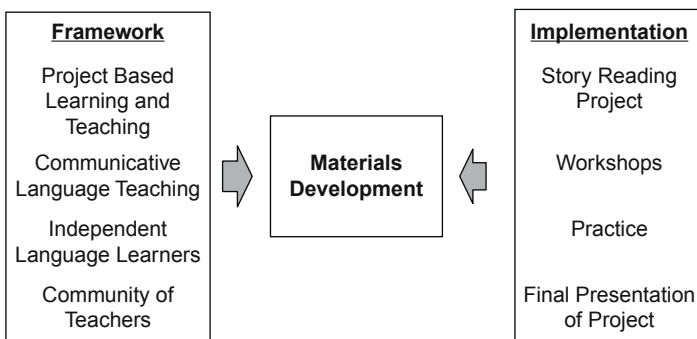 Framework
Project Based
Learning and
Teaching
Communicative
Language Teaching
Independent
Language Learners
Community of
Teachers
Materials
Development
Implementation
Story Reading
Project
Workshops
Practice
Final Presentation
of Project